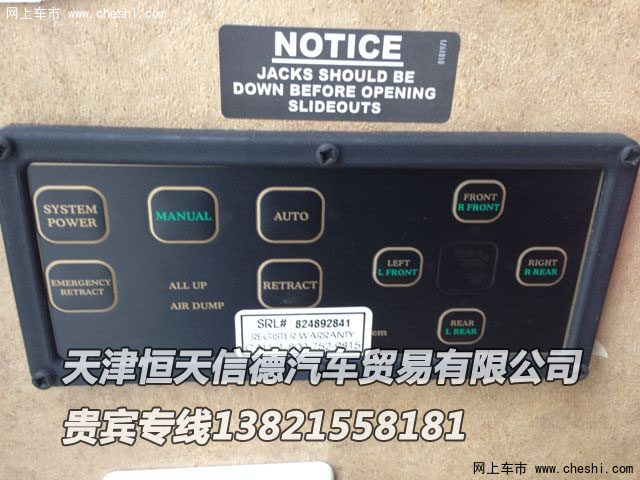 网上车市 - www.cheshi.com
NOTICE
JACKS SHOULD BE
DOWN BEFORE OPENING
SLIDEOUTS
0181971
SYSTEM
POWER
MANUAL
AUTO
FRONT
R FRONT
LEFT
L FRONT
RIGHT
R REAR
EMERGENCY
RETRACT
ALL UP
AIR DUMP
RETRACT
REAR
L REAR
SRL# 824892841
REGISTER WARRANTY
天津恒天信德汽车贸易有限公司
贵宾专线13821558181
网上车市 - www.cheshi.com